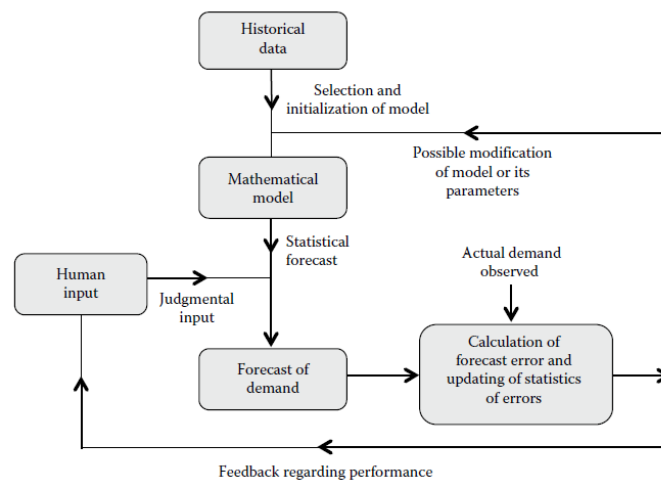 Historical
data
Selection and
initialization of model
Possible modification
of model or its
parameters
Mathematical
model
Statistical
forecast
Actual demand
observed
Human
input
Judgmental
input
Forecast of
demand
Calculation of
forecast error and
updating of statistics
of errors
Feedback regarding performance